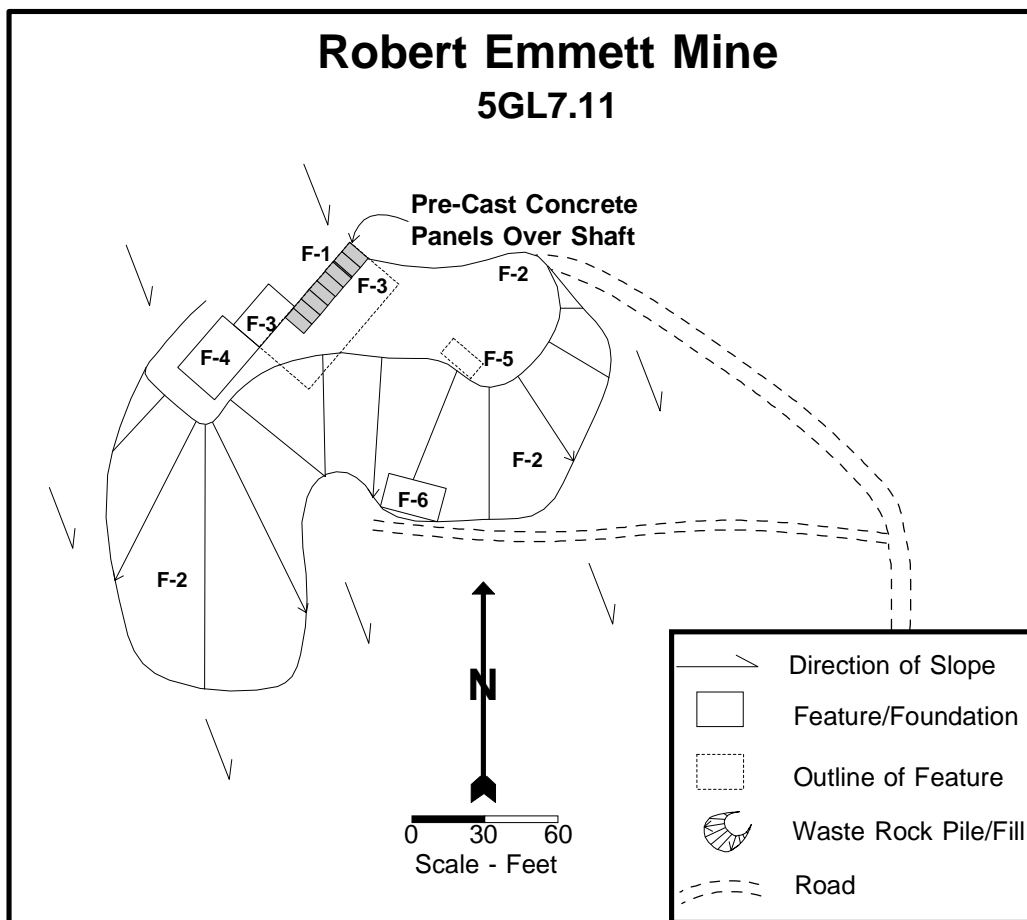 Robert Emmett Mine
5GL7.11
Pre-Cast Concrete
Panels Over Shaft
F-1
F-2
F-3
F-3
F-4
F-5
F-2
F-6
F-2
N
0 30 60
Scale - Feet
Direction of Slope
Feature/Foundation
Outline of Feature
Waste Rock Pile/Fill
Road